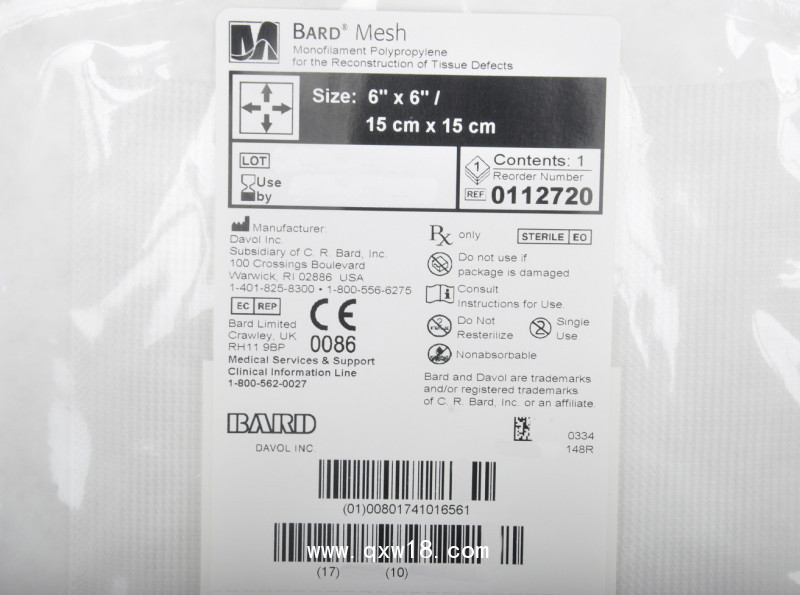 BARD® Mesh
Monofilament Polypropylene
for the Reconstruction of Tissue Defects
Size: 6" x 6" /
15 cm x 15 cm
LOT
Use
by
1
Contents: 1
Reorder Number
REF 0112720
Manufacturer:
Davol Inc.
Subsidiary of C. R. Bard, Inc.
100 Crossings Boulevard
Warwick, RI 02886 USA
1-401-825-8300 • 1-800-556-6275
EC REP
Bard Limited
Crawley, UK
RH11 9BP
CE
0086
Medical Services & Support
Clinical Information Line
1-800-562-0027
Rx only
STERILE EO
Do not use if
package is damaged
i
Consult
Instructions for Use.
Do Not
Resterilize
2
Single
Use
Nonabsorbable
Bard and Davol are trademarks
and/or registered trademarks
of C. R. Bard, Inc. or an affiliate.
BARD
DAVOL INC.
0334
148R
(01)00801741016561
www.qxw18.com
(17) (10)